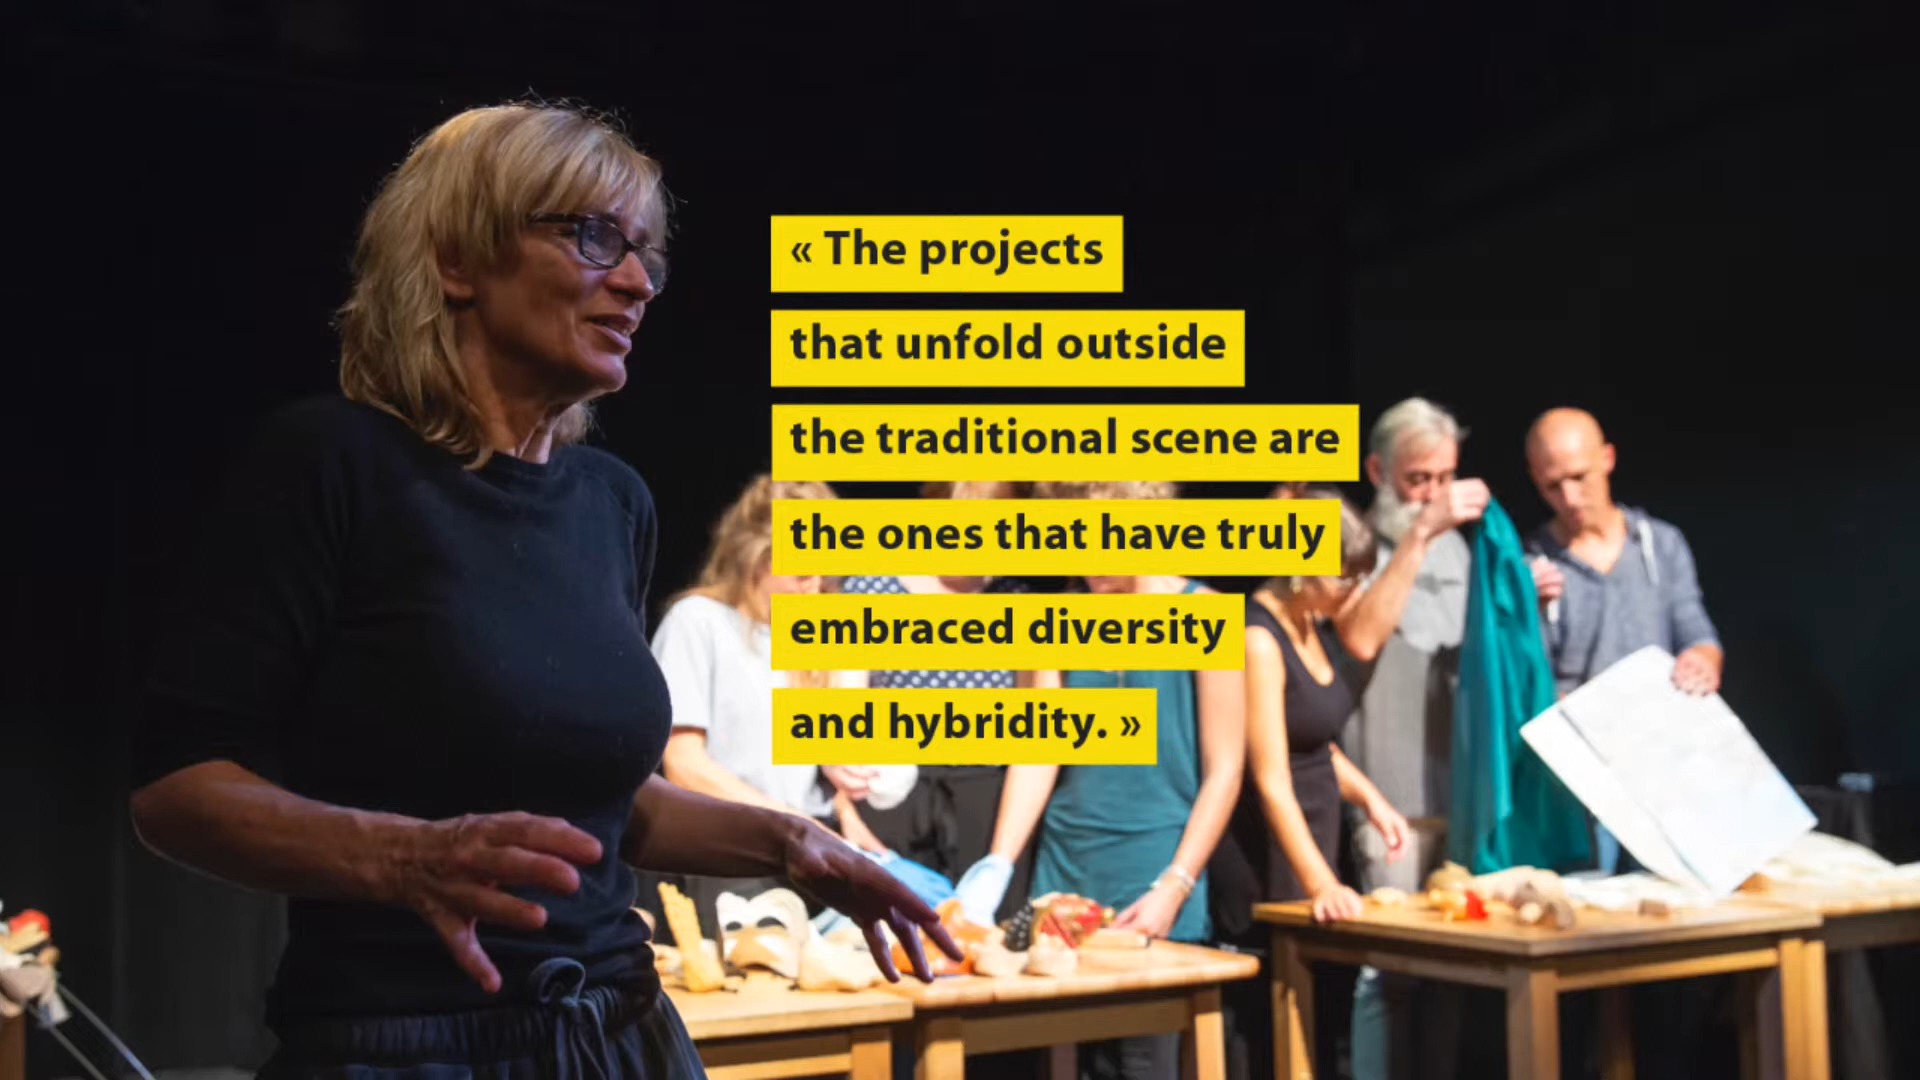 « The projects
that unfold outside
the traditional scene are
the ones that have truly
embraced diversity
and hybridity. »